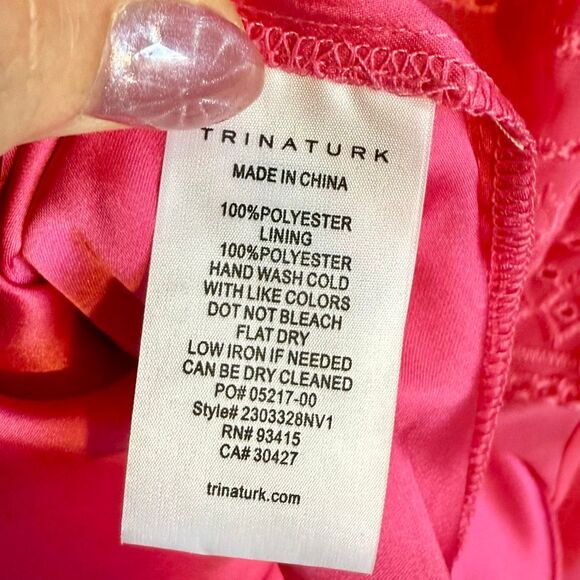 TRINATURK
MADE IN CHINA
100%POLYESTER
LINING
100%POLYESTER
HAND WASH COLD
WITH LIKE COLORS
DOT NOT BLEACH
FLAT DRY
LOW IRON IF NEEDED
CAN BE DRY CLEANED
PO# 05217-00
Style# 2303328NV1
RN# 93415
CA# 30427
trinaturk.com